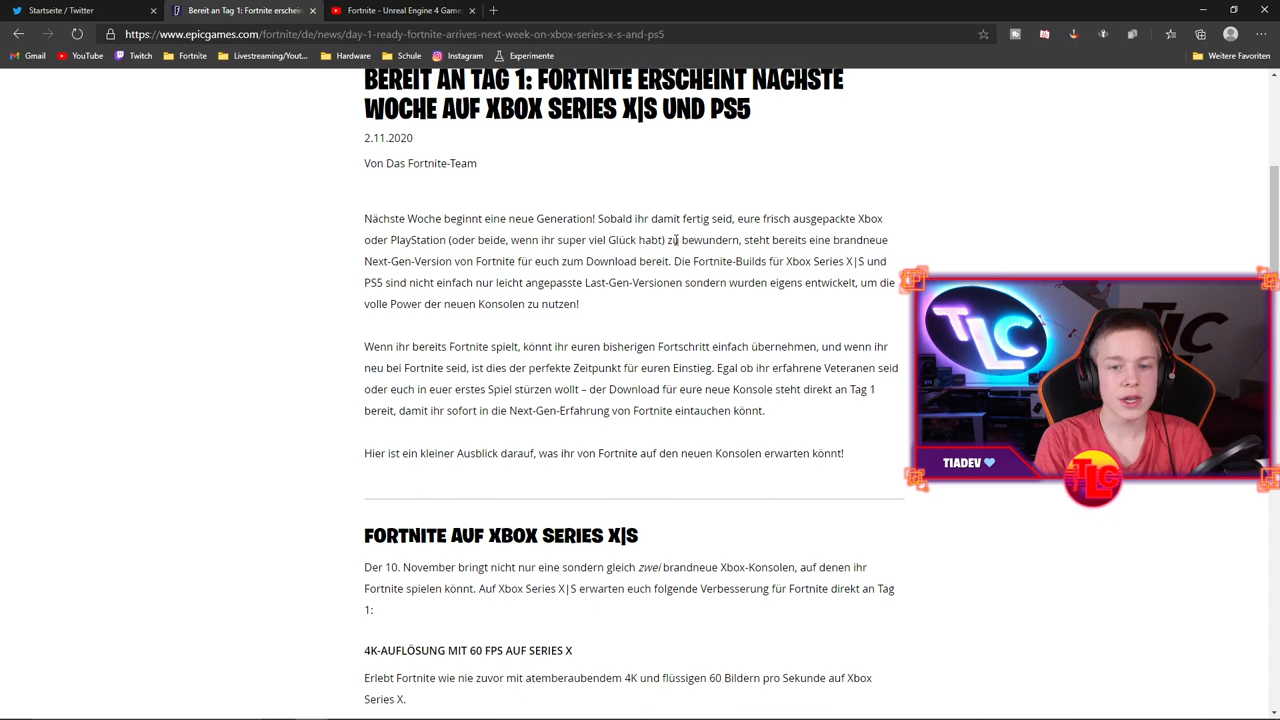 Startseite / Twitter
Bereit an Tag 1: Fortnite erschein
Fortnite - Unreal Engine 4 Game
https://www.epicgames.com/fortnite/de/news/day-1-ready-fortnite-arrives-next-week-on-xbox-series-x-s-and-ps5
Gmail
YouTube
Twitch
Fortnite
Livestreaming/Yout...
Hardware
Schule
Instagram
Experimente
Weitere Favoriten
BEREIT AN TAG 1: FORTNITE ERSCHEINT NÄCHSTE
WOCHE AUF XBOX SERIES X|S UND PS5
2.11.2020
Von Das Fortnite-Team
Nächste Woche beginnt eine neue Generation! Sobald ihr damit fertig seid, eure frisch ausgepackte Xbox
oder PlayStation (oder beide, wenn ihr super viel Glück habt) zu bewundern, steht bereits eine brandneue
Next-Gen-Version von Fortnite für euch zum Download bereit. Die Fortnite-Builds für Xbox Series X|S und
PS5 sind nicht einfach nur leicht angepasste Last-Gen-Versionen sondern wurden eigens entwickelt, um die
volle Power der neuen Konsolen zu nutzen!
Wenn ihr bereits Fortnite spielt, könnt ihr euren bisherigen Fortschritt einfach übernehmen, und wenn ihr
neu bei Fortnite seid, ist dies der perfekte Zeitpunkt für euren Einstieg. Egal ob ihr erfahrene Veteranen seid
oder euch in euer erstes Spiel stürzen wollt – der Download für eure neue Konsole steht direkt an Tag 1
bereit, damit ihr sofort in die Next-Gen-Erfahrung von Fortnite eintauchen könnt.
Hier ist ein kleiner Ausblick darauf, was ihr von Fortnite auf den neuen Konsolen erwarten könnt!
FORTNITE AUF XBOX SERIES X|S
Der 10. November bringt nicht nur eine sondern gleich zwei brandneue Xbox-Konsolen, auf denen ihr
Fortnite spielen könnt. Auf Xbox Series X|S erwarten euch folgende Verbesserung für Fortnite direkt an Tag
1:
4K-AUFLÖSUNG MIT 60 FPS AUF SERIES X
Erlebt Fortnite wie nie zuvor mit atemberaubendem 4K und flüssigen 60 Bildern pro Sekunde auf Xbox
Series X.
TLC
TLC
TIADEV
TLC